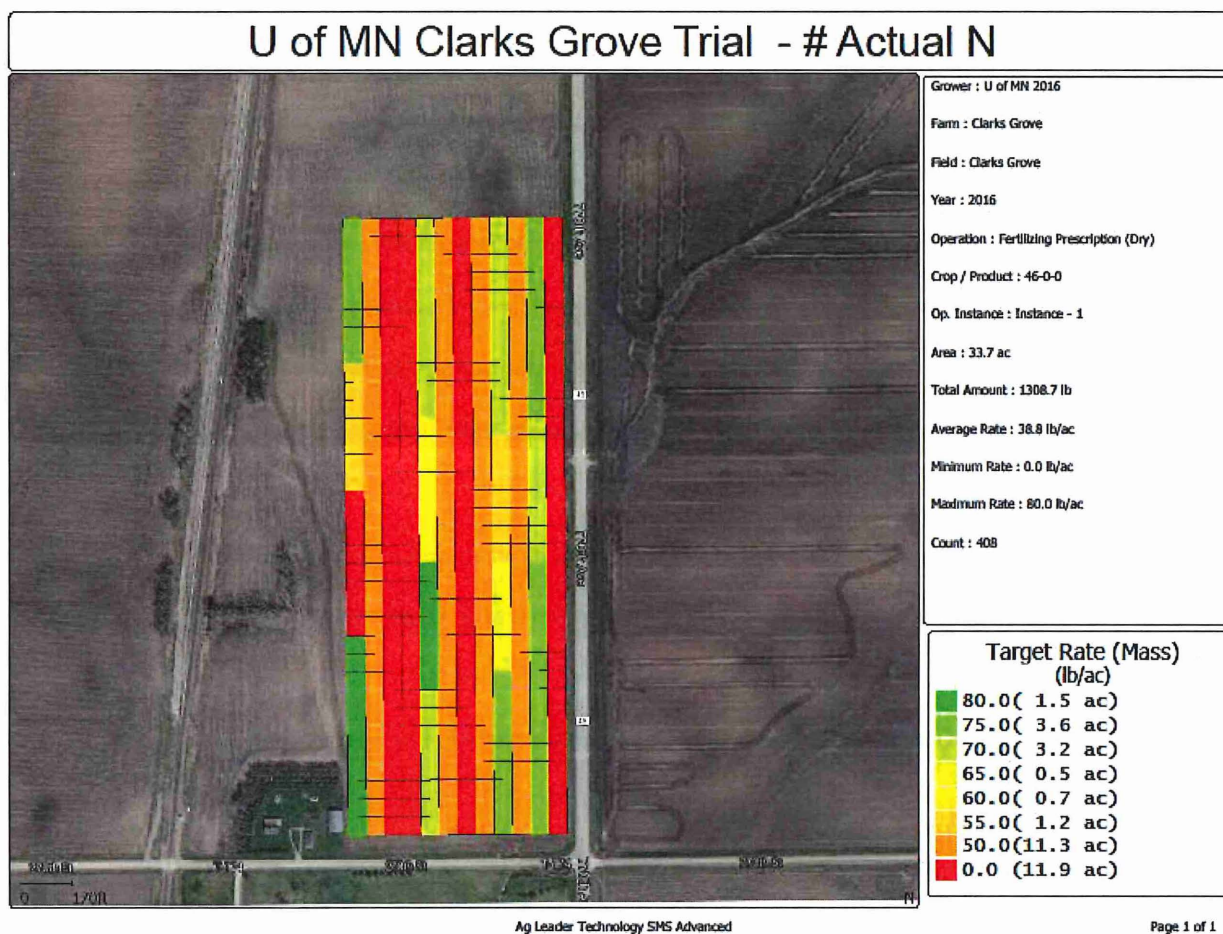 U of MN Clarks Grove Trial - # Actual N
Grower : U of MN 2016
Farm : Clarks Grove
Field : Clarks Grove
Year : 2016
Operation : Fertilizing Prescription (Dry)
Crop / Product : 46-0-0
Op. Instance : Instance - 1
Area : 33.7 ac
Total Amount : 1308.7 lb
Average Rate : 38.8 lb/ac
Minimum Rate : 0.0 lb/ac
Maximum Rate : 80.0 lb/ac
Count : 408
Target Rate (Mass)
(lb/ac)
80.0( 1.5 ac)
75.0( 3.6 ac)
70.0( 3.2 ac)
65.0( 0.5 ac)
60.0( 0.7 ac)
55.0( 1.2 ac)
50.0(11.3 ac)
0.0 (11.9 ac)
0 170ft
N
Ag Leader Technology SMS Advanced
Page 1 of 1